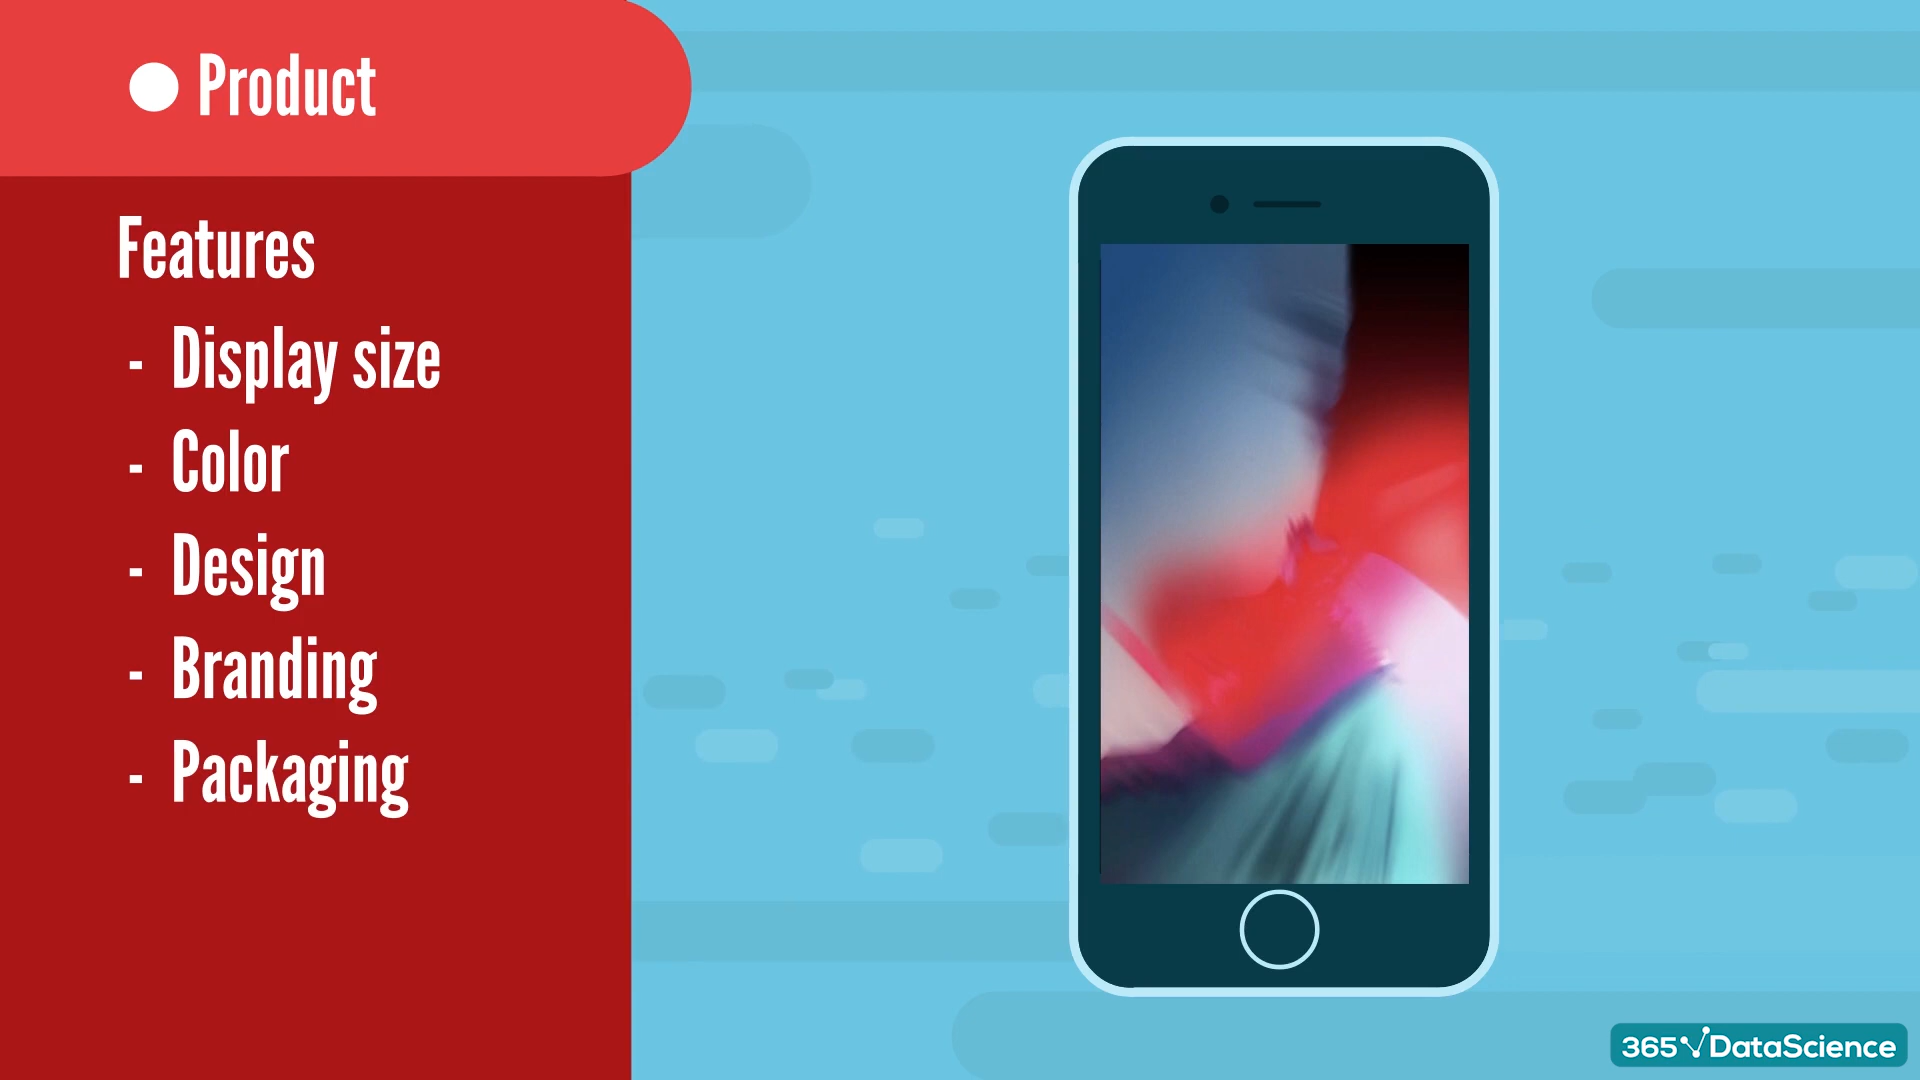 ● Product
Features
- Display size
- Color
- Design
- Branding
- Packaging
365 DataScience